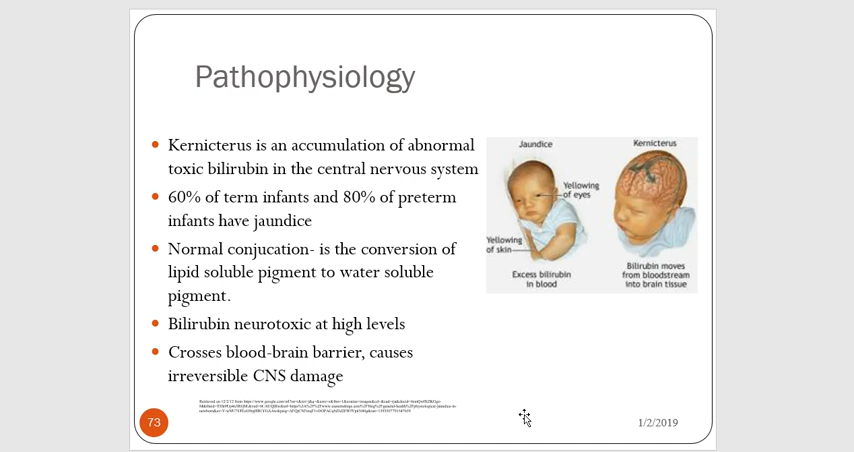 Pathophysiology
Kernicterus is an accumulation of abnormal
toxic bilirubin in the central nervous system
60% of term infants and 80% of preterm
infants have jaundice
Normal conjucation- is the conversion of
lipid soluble pigment to water soluble
pigment.
Bilirubin neurotoxic at high levels
Crosses blood-brain barrier, causes
irreversible CNS damage
Jaundice
Kernicterus
Yellowing
of eyes
Yellowing
of skin
Excess bilirubin
in blood
Bilirubin moves
from bloodstream
into brain tissue
73
1/2/2019